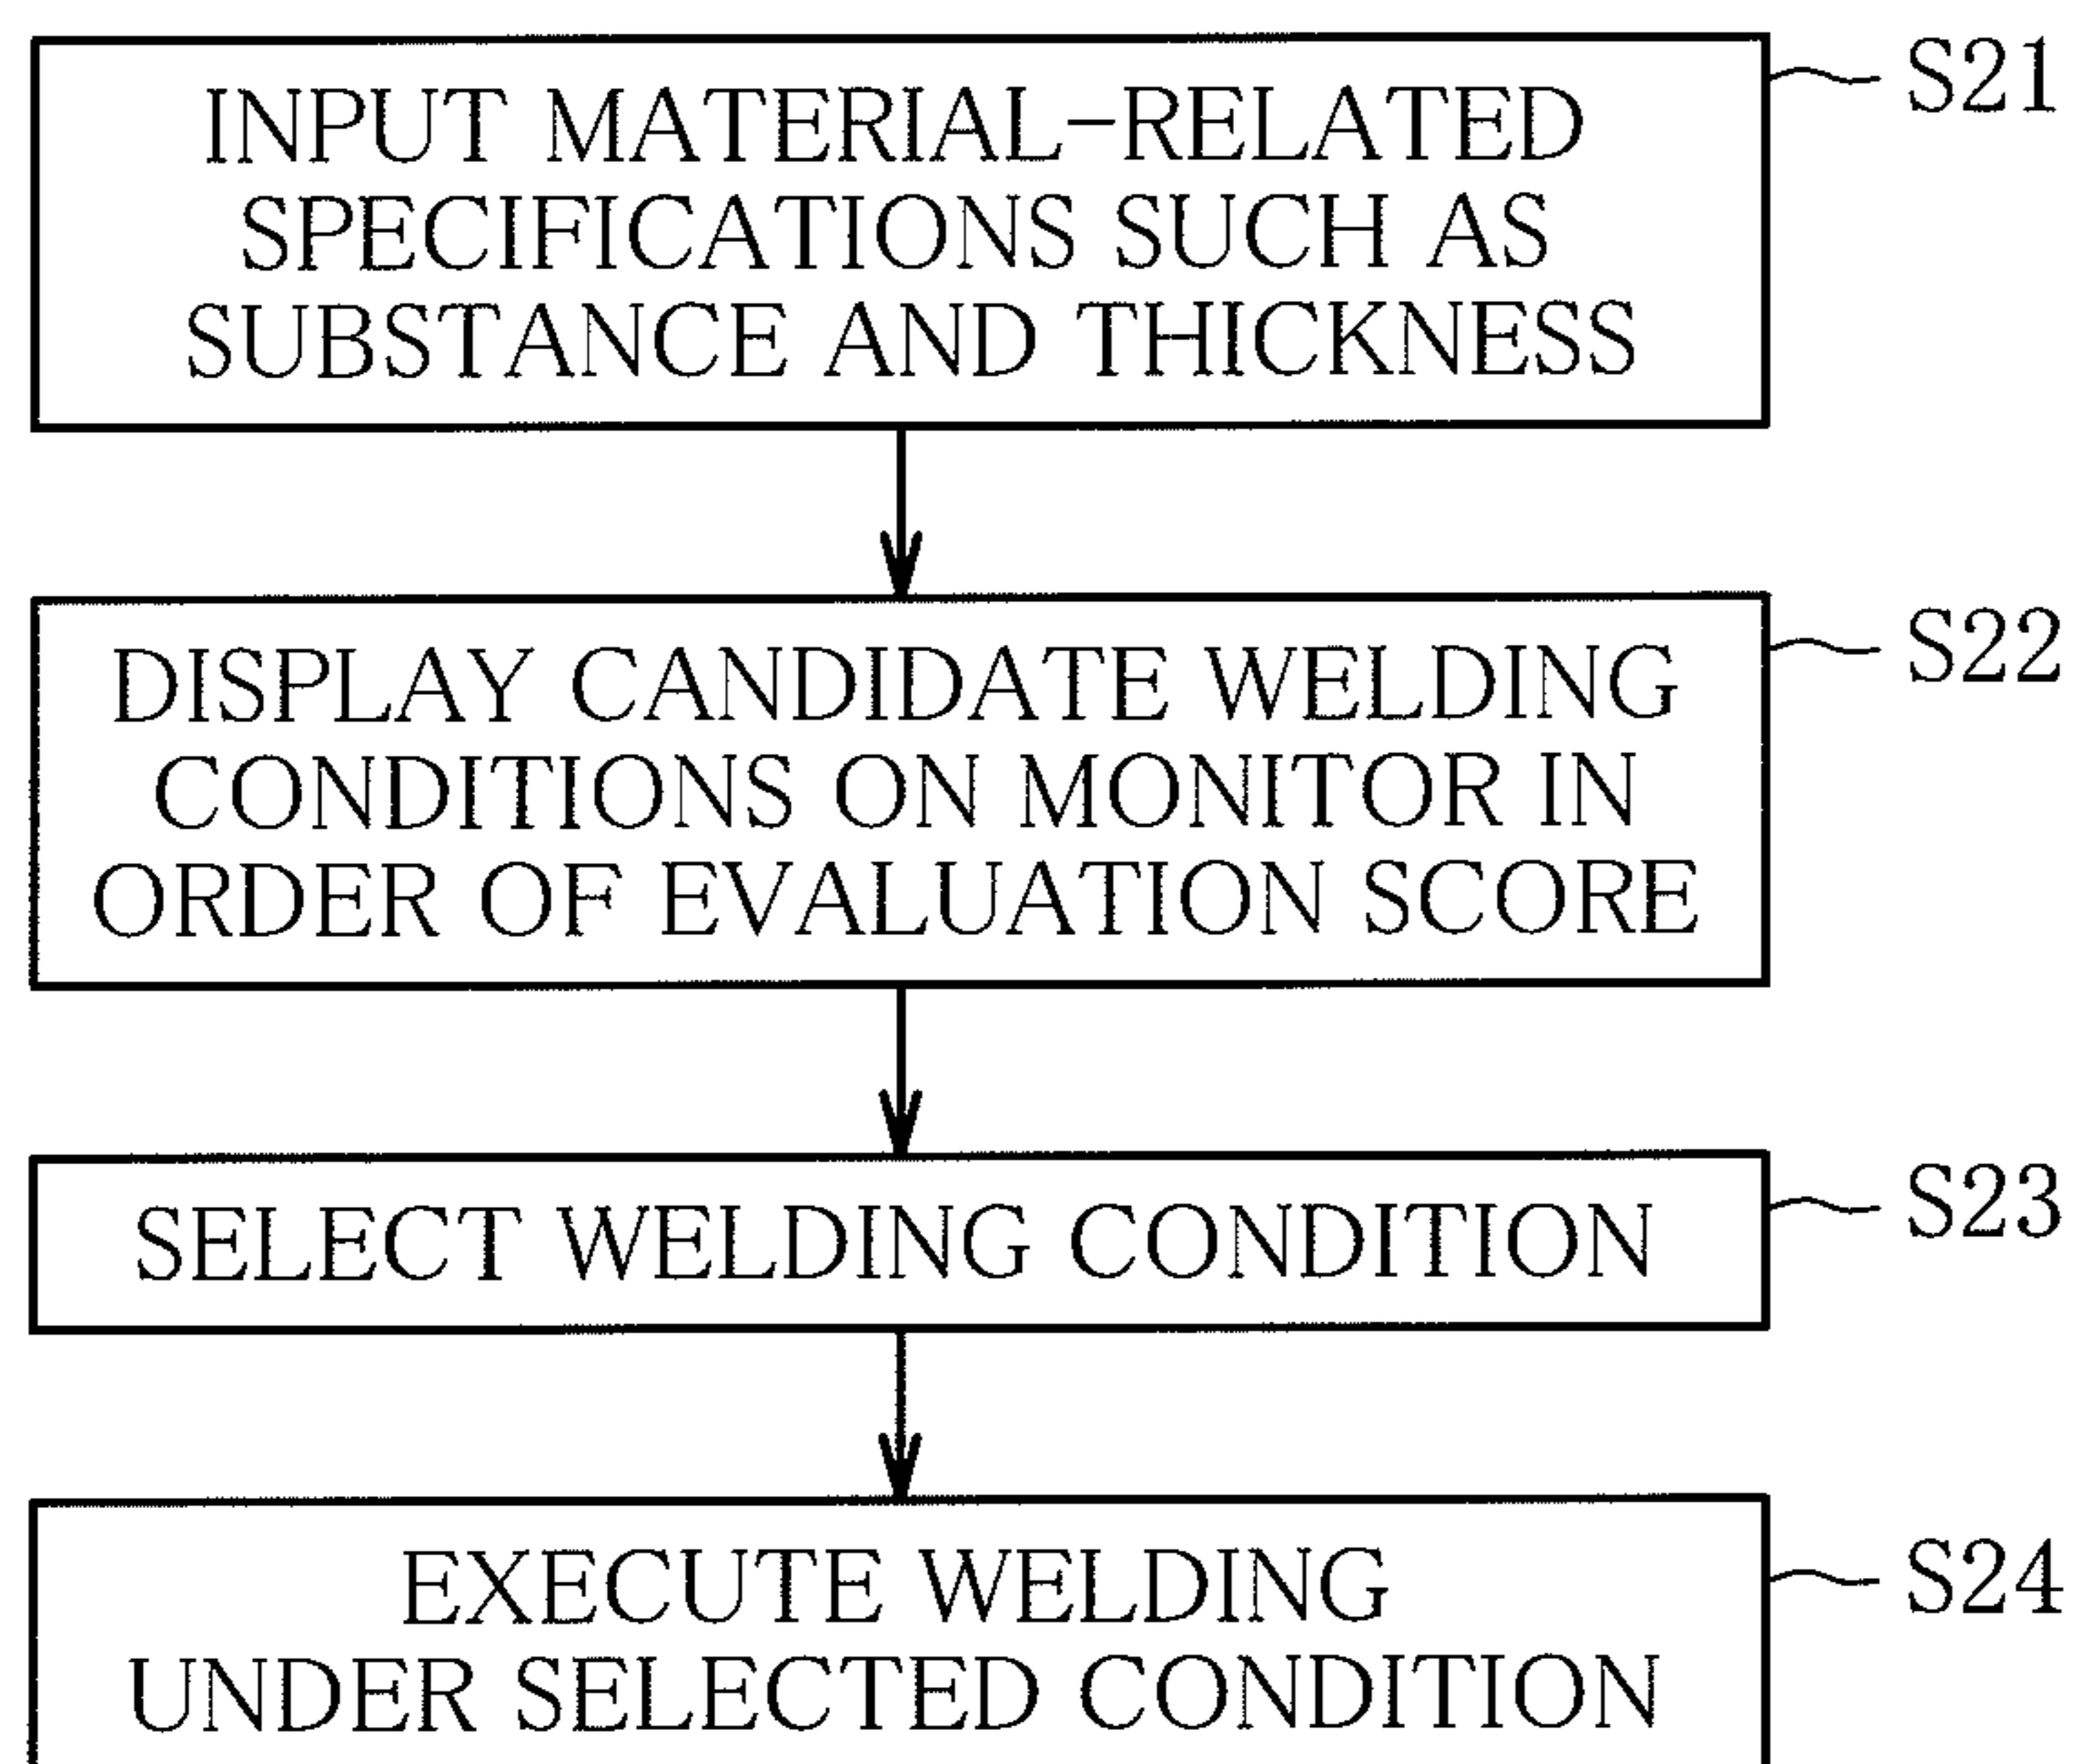 INPUT MATERIAL-RELATED
SPECIFICATIONS SUCH AS
SUBSTANCE AND THICKNESS
S21
DISPLAY CANDIDATE WELDING
CONDITIONS ON MONITOR IN
ORDER OF EVALUATION SCORE
S22
SELECT WELDING CONDITION
S23
EXECUTE WELDING
UNDER SELECTED CONDITION
S24